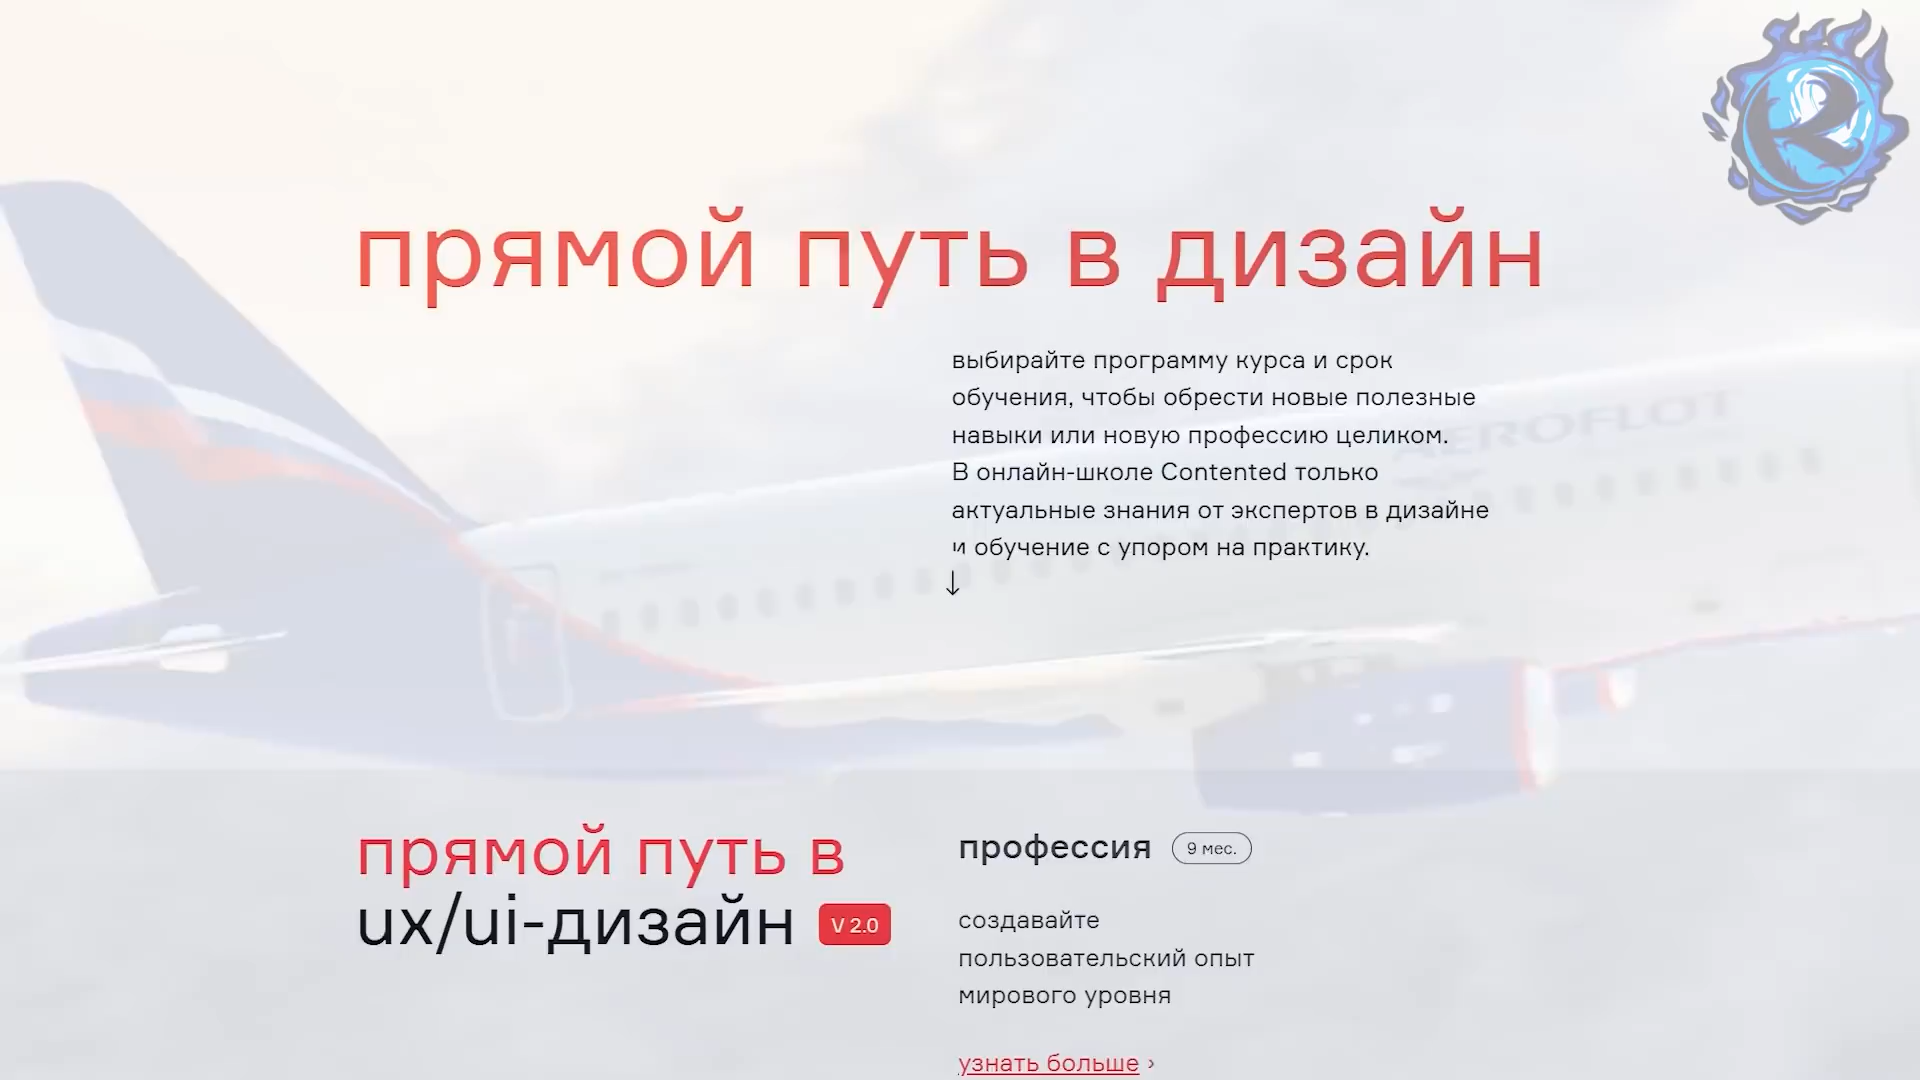 прямой путь в дизайн
выбирайте программу курса и срок
обучения, чтобы обрести новые полезные
навыки или новую профессию целиком.
В онлайн-школе Contented только
актуальные знания от экспертов в дизайне
и обучение с упором на практику.
↓
AEROFLOT
прямой путь в
ux/ui-дизайн V 2.0
профессия 9 мес.
создавайте
пользовательский опыт
мирового уровня
узнать больше ›